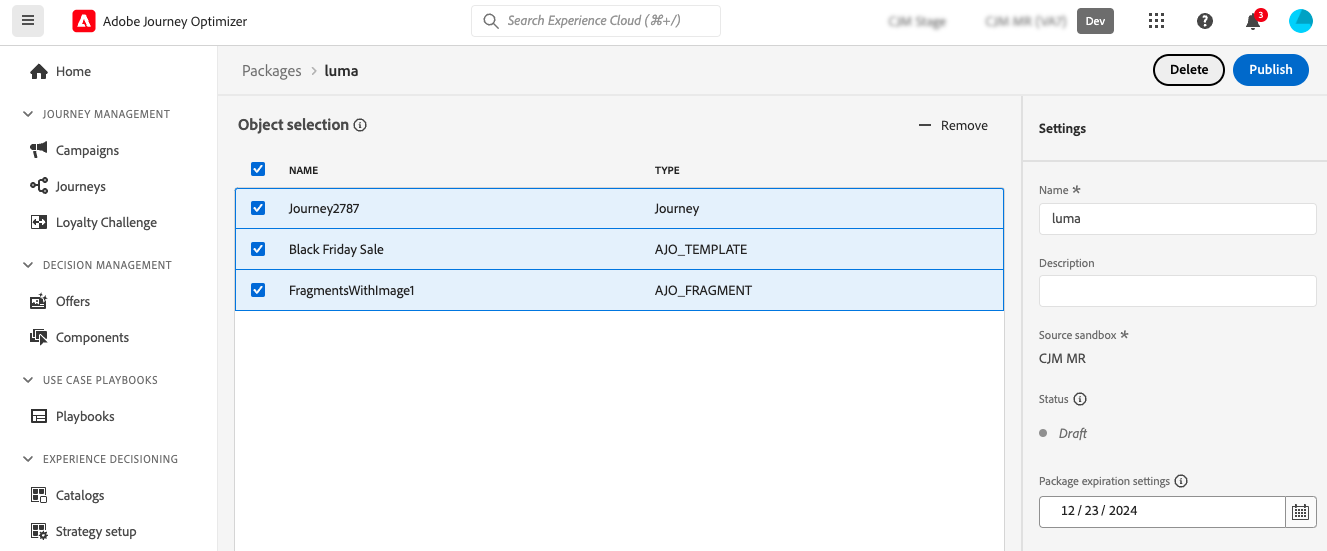 Adobe Journey Optimizer
Search Experience Cloud (⌘+/)
Dev
3
Home
JOURNEY MANAGEMENT
Campaigns
Journeys
Loyalty Challenge
DECISION MANAGEMENT
Offers
Components
USE CASE PLAYBOOKS
Playbooks
EXPERIENCE DECISIONING
Catalogs
Strategy setup
Packages > luma
Delete
Publish
Object selection
Remove
NAME TYPE
Journey2787 Journey
Black Friday Sale AJO_TEMPLATE
FragmentsWithImage1 AJO_FRAGMENT
Settings
Name *
luma
Description
Source sandbox *
CJM MR
Status
Draft
Package expiration settings
12 / 23 / 2024